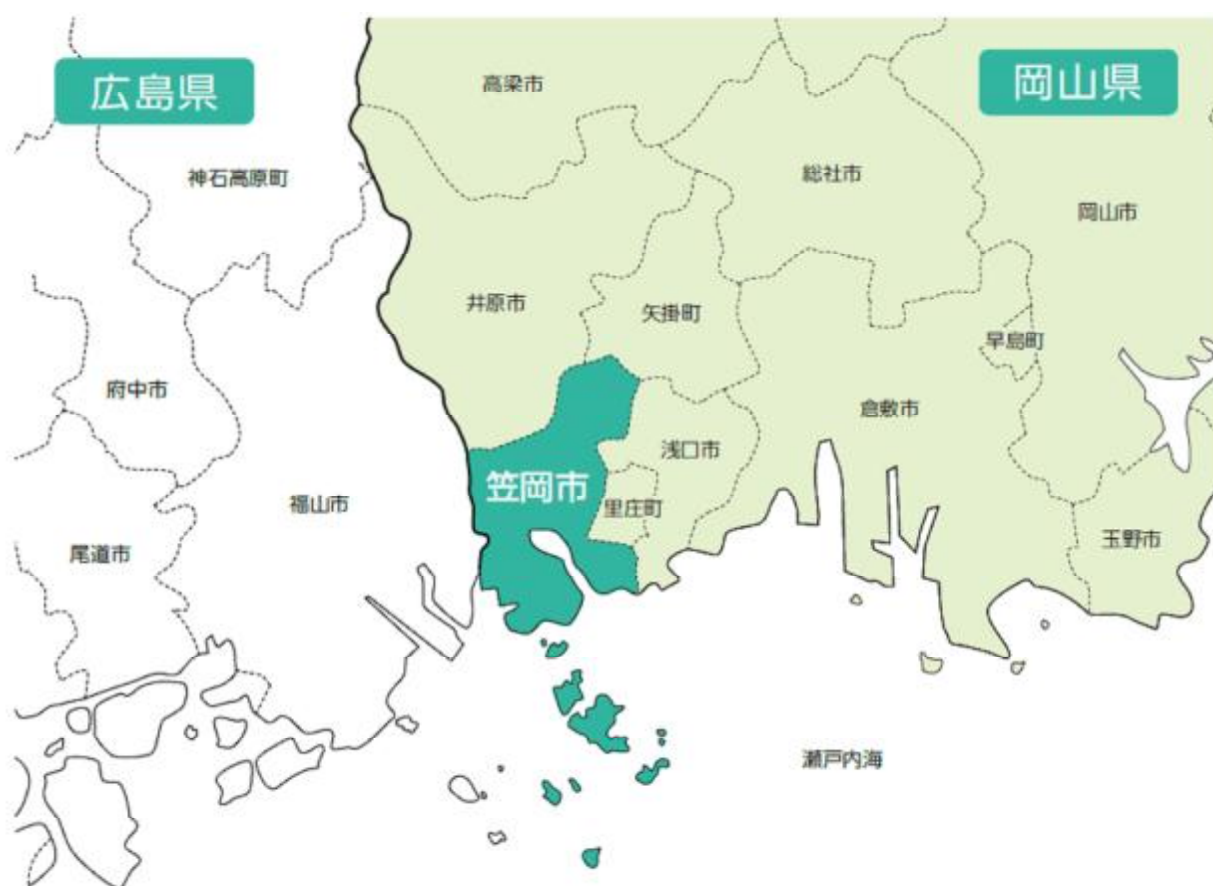 広島県
岡山県
高梁市
神石高原町
総社市
岡山市
井原市
矢掛町
早島町
府中市
倉敷市
浅口市
笠岡市
里庄町
福山市
尾道市
玉野市
瀬戸内海